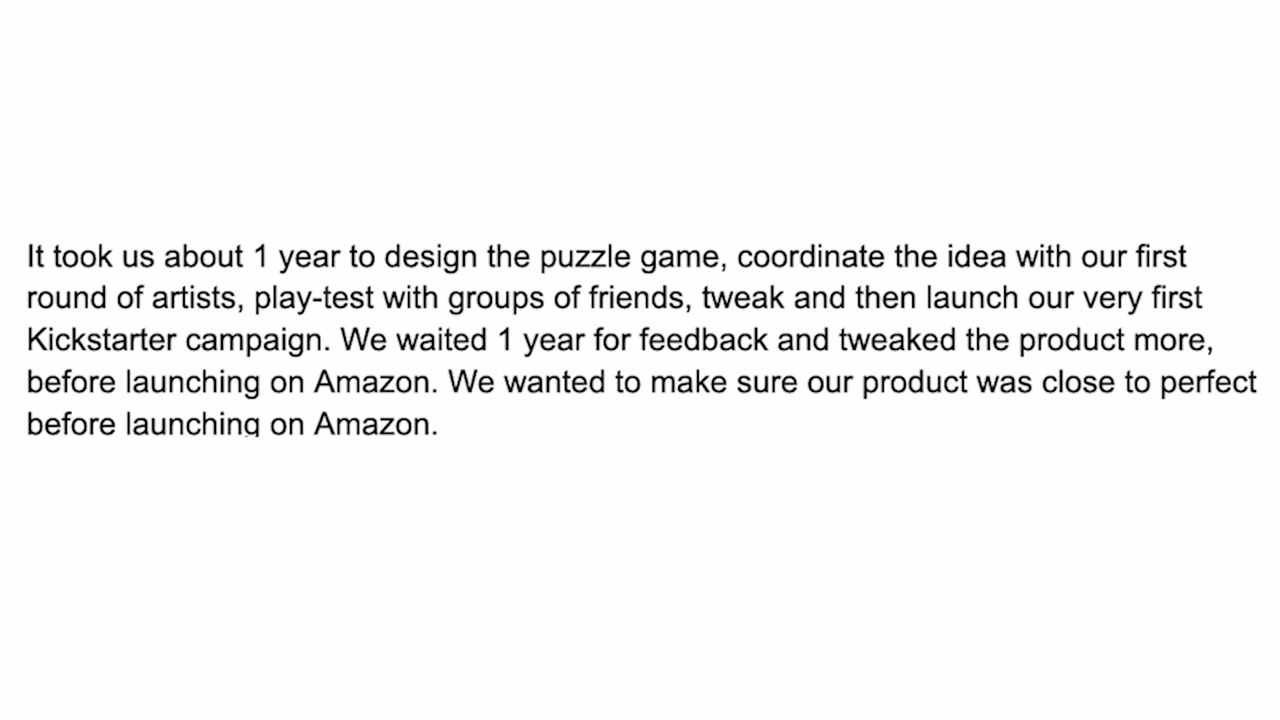 It took us about 1 year to design the puzzle game, coordinate the idea with our first
round of artists, play-test with groups of friends, tweak and then launch our very first
Kickstarter campaign. We waited 1 year for feedback and tweaked the product more,
before launching on Amazon. We wanted to make sure our product was close to perfect
before launching on Amazon.